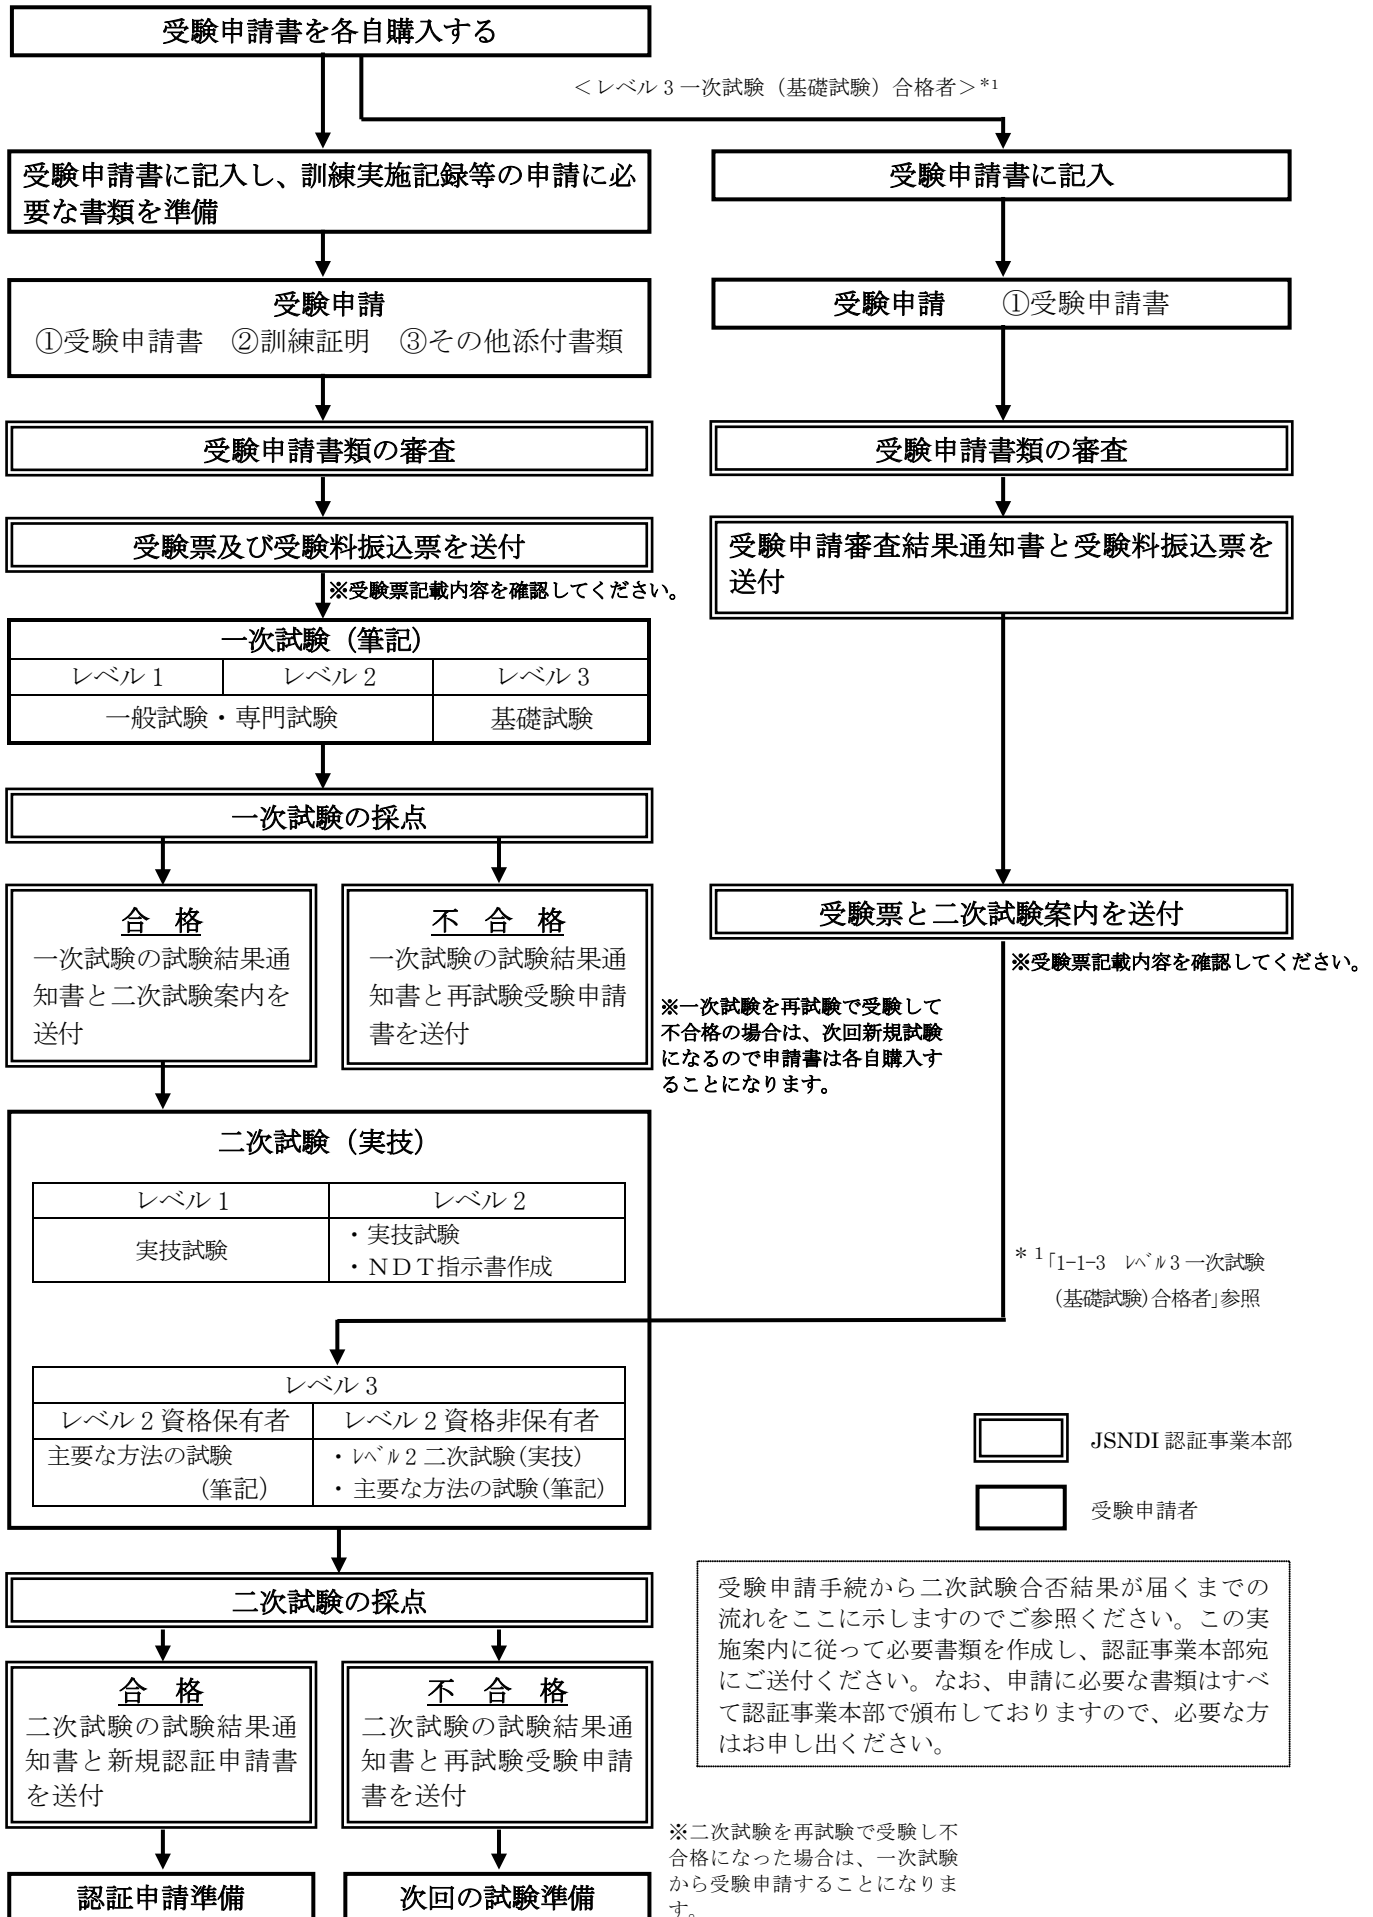 受験申請書を各自購入する
＜レベル 3 一次試験（基礎試験）合格者＞*1
受験申請書に記入し、訓練実施記録等の申請に必
要な書類を準備
受験申請書に記入
受験申請
①受験申請書　②訓練証明　③その他添付書類
受験申請　　①受験申請書
受験申請書類の審査
受験申請書類の審査
受験票及び受験料振込票を送付
※受験票記載内容を確認してください。
受験申請審査結果通知書と受験料振込票を
送付
一次試験（筆記）
レベル 1
レベル 2
レベル 3
一般試験・専門試験
基礎試験
一次試験の採点
合　格
一次試験の試験結果通
知書と二次試験案内を
送付
不　合　格
一次試験の試験結果通
知書と再試験受験申請
書を送付
受験票と二次試験案内を送付
※受験票記載内容を確認してください。
※一次試験を再試験で受験して
不合格の場合は、次回新規試験
になるので申請書は各自購入す
ることになります。
二次試験（実技）
レベル 1
レベル 2
実技試験
・実技試験
・ＮＤＴ指示書作成
＊1「1-1-3　ﾚﾍﾞﾙ 3 一次試験
(基礎試験)合格者」参照
レベル 3
レベル 2 資格保有者
レベル 2 資格非保有者
主要な方法の試験
(筆記)
・ﾚﾍﾞﾙ 2 二次試験(実技)
・主要な方法の試験(筆記)
JSNDI 認証事業本部
受験申請者
二次試験の採点
受験申請手続から二次試験合否結果が届くまでの
流れをここに示しますのでご参照ください。この実
施案内に従って必要書類を作成し、認証事業本部宛
にご送付ください。なお、申請に必要な書類はすべ
て認証事業本部で頒布しておりますので、必要な方
はお申し出ください。
合　格
二次試験の試験結果通
知書と新規認証申請書
を送付
不　合　格
二次試験の試験結果通
知書と再試験受験申請
書を送付
※二次試験を再試験で受験し不
合格になった場合は、一次試験
から受験申請することになりま
す。
認証申請準備
次回の試験準備